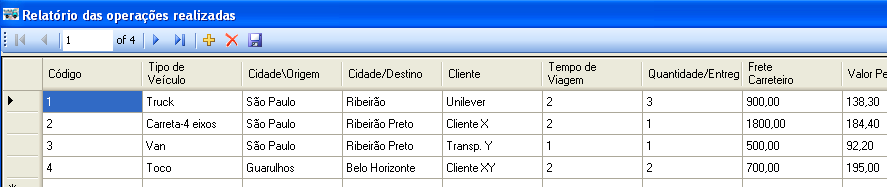 Relatório das operações realizadas
1 of 4
Código Tipo de Veículo Cidade\Origem Cidade/Destino Cliente Tempo de Viagem Quantidade/Entreg Frete Carreteiro Valor Pe
1 Truck São Paulo Ribeirão Unilever 2 3 900,00 138,30
2 Carreta-4 eixos São Paulo Ribeirão Preto Cliente X 2 1 1800,00 184,40
3 Van São Paulo Ribeirão Preto Transp. Y 1 1 500,00 92,20
4 Toco Guarulhos Belo Horizonte Cliente XY 2 2 700,00 195,00